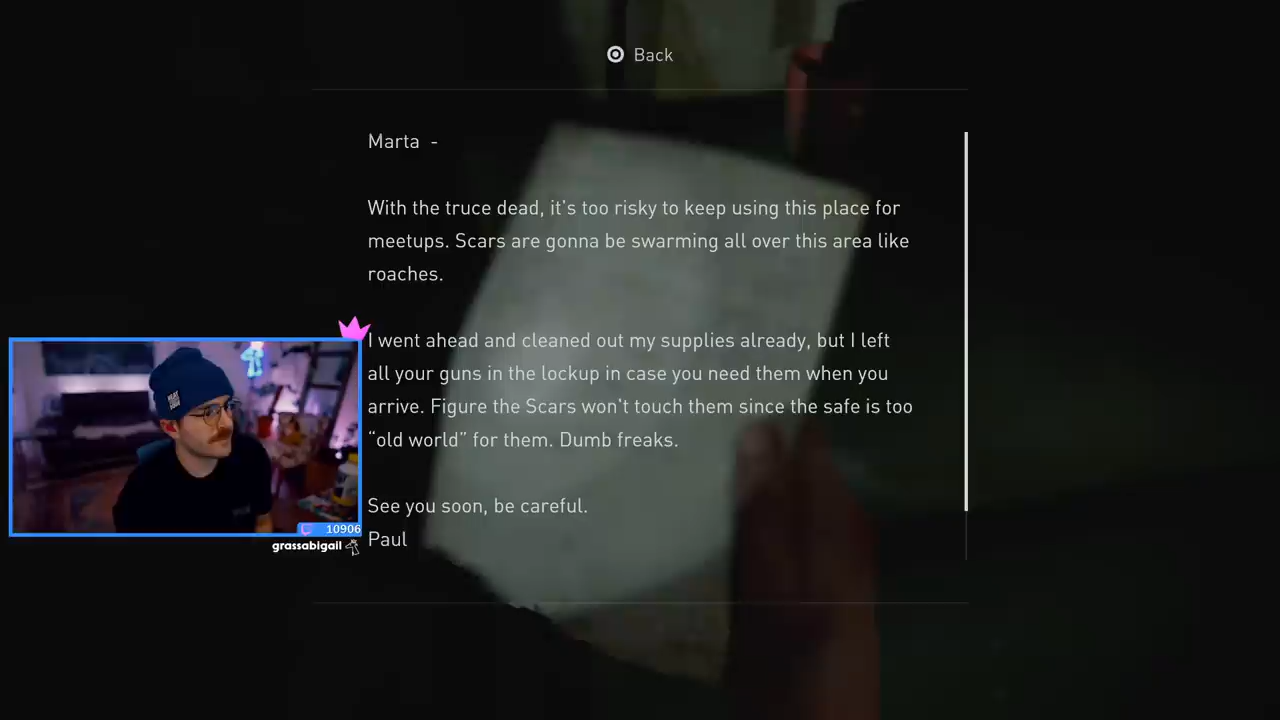 Back
Marta -
With the truce dead, it's too risky to keep using this place for
meetups. Scars are gonna be swarming all over this area like
roaches.
I went ahead and cleaned out my supplies already, but I left
all your guns in the lockup in case you need them when you
arrive. Figure the Scars won't touch them since the safe is too
“old world” for them. Dumb freaks.
See you soon, be careful.
Paul
10906
grassabigail